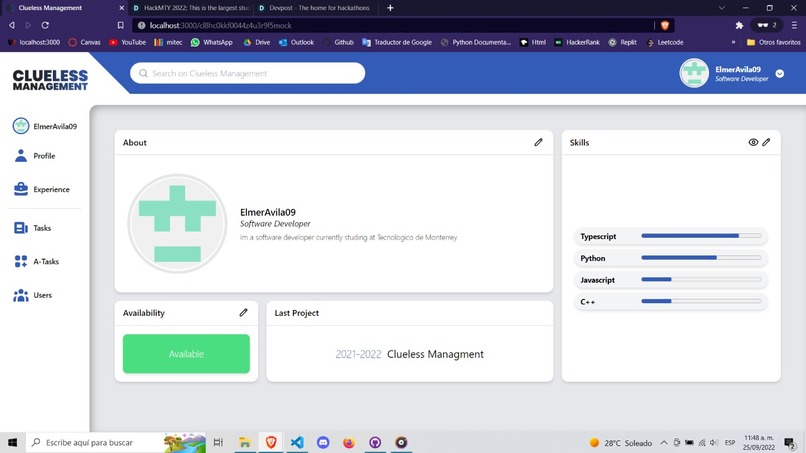 Clueless Management
HackMTY 2022: This is the largest stud
Devpost - The home for hackathons
2
localhost:3000/cl8hc0kkf0044z4u3r9l5mock
localhost:3000
Canvas
YouTube
mitec
WhatsApp
Drive
Outlook
Github
Traductor de Google
Python Documenta...
Html
HackerRank
Replit
Leetcode
»
Otros favoritos
CLUELESS
MANAGEMENT
Search on Clueless Management
ElmerAvila09
Software Developer
ElmerAvila09
Profile
Experience
Tasks
A-Tasks
Users
About
ElmerAvila09
Software Developer
Im a software developer currently studing at Tecnologico de Monterrey
Availability
Available
Last Project
2021-2022 Clueless Managment
Skills
Typescript
Python
Javascript
C++
Escribe aquí para buscar
28°C Soleado
ESP
11:48 a. m.
25/09/2022
2